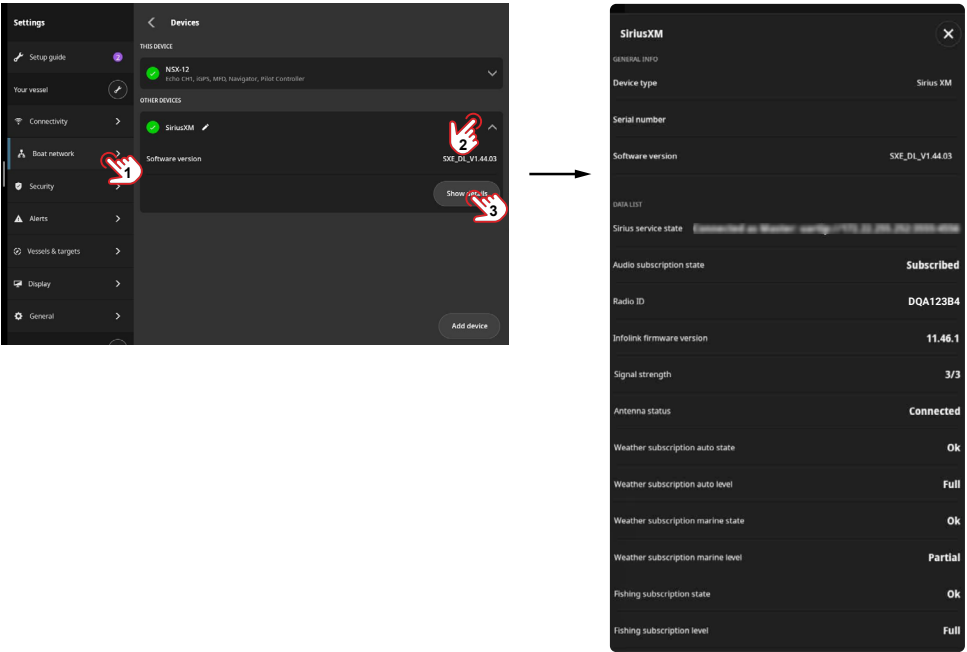 Settings
Setup guide 2
Your vessel
Connectivity
Boat network
Security
Alerts
Vessels & targets
Display
General
Devices
THIS DEVICE
NSX-12
Echo CH1, iGPS, MFD, Navigator, Pilot Controller
OTHER DEVICES
SiriusXM
Software version SXE_DL_V1.44.03
Show details
Add device
1
2
3
SiriusXM
GENERAL INFO
Device type Sirius XM
Serial number
Software version SXE_DL_V1.44.03
DATA LIST
Sirius service state
Audio subscription state Subscribed
Radio ID DQA123B4
Infolink firmware version 11.46.1
Signal strength 3/3
Antenna status Connected
Weather subscription auto state Ok
Weather subscription auto level Full
Weather subscription marine state Ok
Weather subscription marine level Partial
Fishing subscription state Ok
Fishing subscription level Full